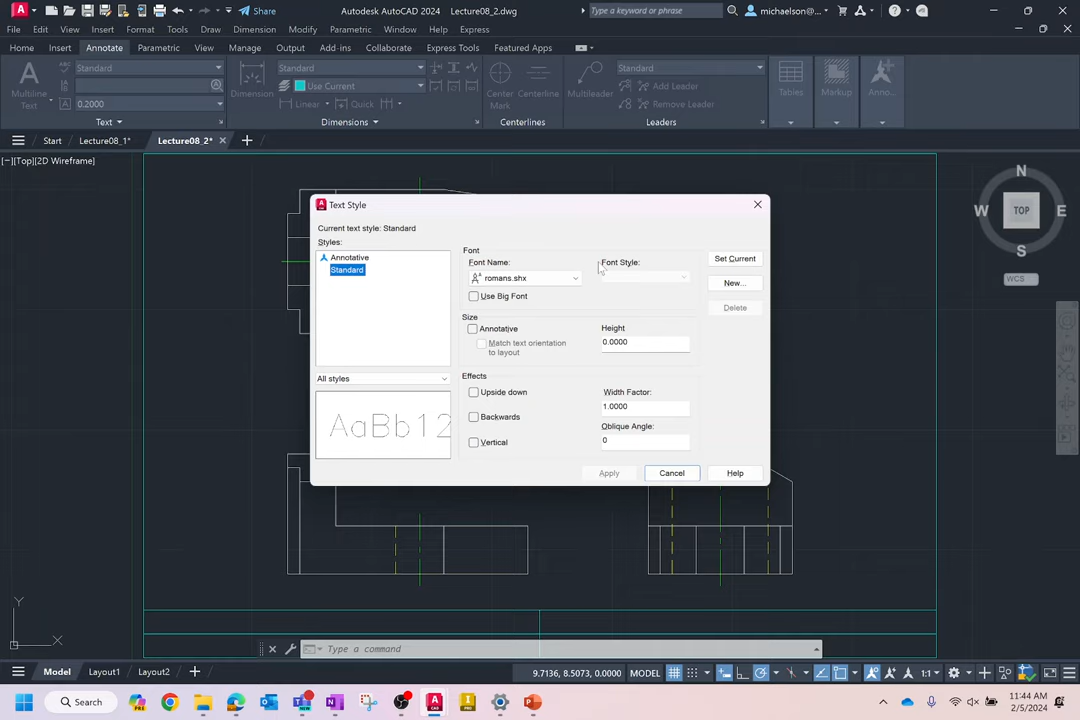 A CAD Share Autodesk AutoCAD 2024 Lecture08_2.dwg Type a keyword or phrase michaelson@...
File Edit View Insert Format Tools Draw Dimension Modify Parametric Window Help Express
Home Insert Annotate Parametric View Manage Output Add-ins Collaborate Express Tools Featured Apps
Standard Standard Use Current Standard
Multiline Text A 0.2000 Dimension Linear Quick Center Mark Centerline Multileader Add Leader Remove Leader Tables Markup Anno...
Text Dimensions Centerlines Leaders
Start Lecture08_1* Lecture08_2*
[−][Top][2D Wireframe]
N
W TOP E
S
WCS
A CAD Text Style
Current text style: Standard
Styles:
Annotative
Standard
All styles
AaBb12
Font
Font Name: Font Style:
romans.shx
Use Big Font
Size
Annotative
Match text orientation
to layout
Height
0.0000
Effects
Upside down
Backwards
Vertical
Width Factor:
1.0000
Oblique Angle:
0
Set Current
New...
Delete
Apply Cancel Help
Y
X
Type a command
Model Layout1 Layout2 9.7136, 8.5073, 0.0000 MODEL 1:1
Search 11:44 AM
2/5/2024